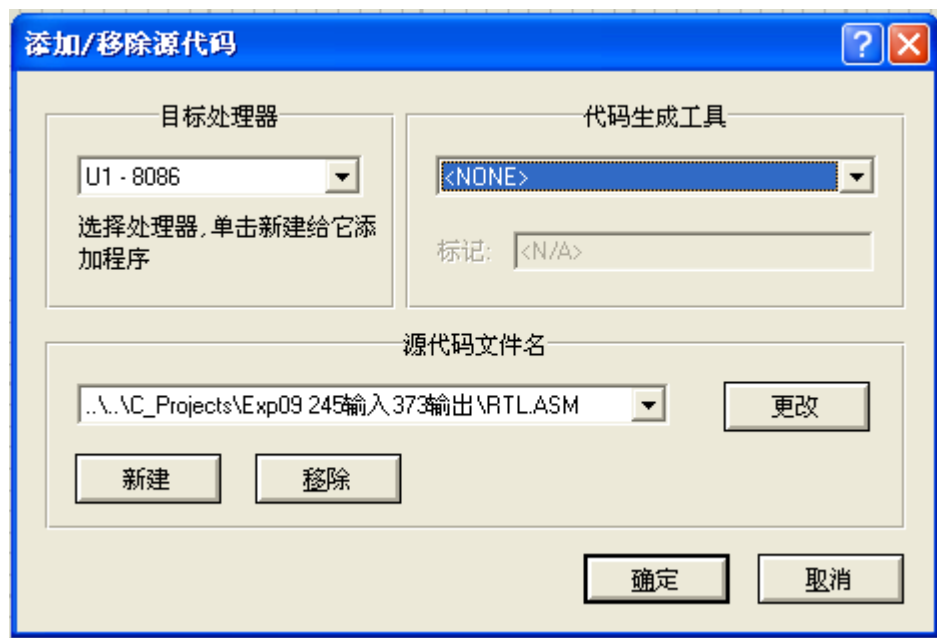 添加/移除源代码
目标处理器
U1 - 8086
选择处理器,单击新建给它添
加程序
代码生成工具
<NONE>
标记: <N/A>
源代码文件名
..\..\C_Projects\Exp09 245输入373输出\RTL.ASM
更改
新建
移除
确定
取消